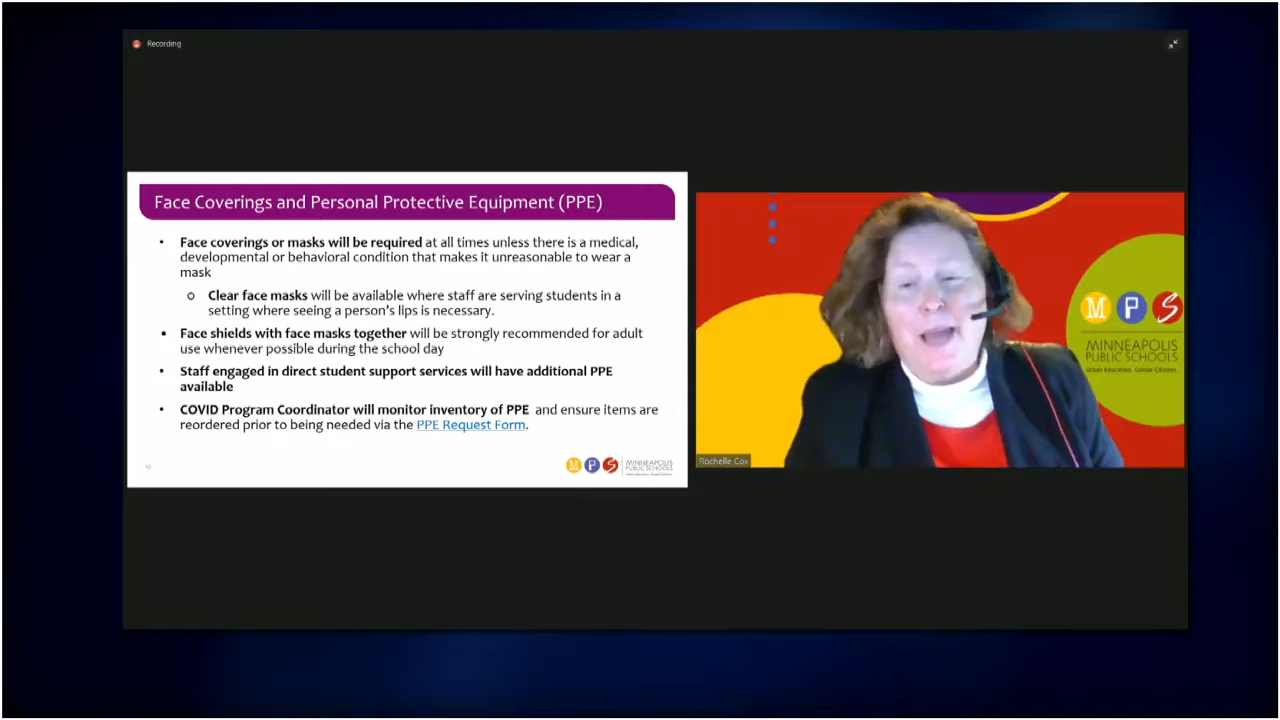 Recording
Face Coverings and Personal Protective Equipment (PPE)
• Face coverings or masks will be required at all times unless there is a medical,
developmental or behavioral condition that makes it unreasonable to wear a
mask
o Clear face masks will be available where staff are serving students in a
setting where seeing a person's lips is necessary.
• Face shields with face masks together will be strongly recommended for adult
use whenever possible during the school day
• Staff engaged in direct student support services will have additional PPE
available
• COVID Program Coordinator will monitor inventory of PPE and ensure items are
reordered prior to being needed via the PPE Request Form.
M P S
MINNEAPOLIS
PUBLIC SCHOOLS
Urban Education. Global Citizens.
M P S
MINNEAPOLIS
PUBLIC SCHOOLS
Urban Education. Global Citizens.
Rochelle Cox